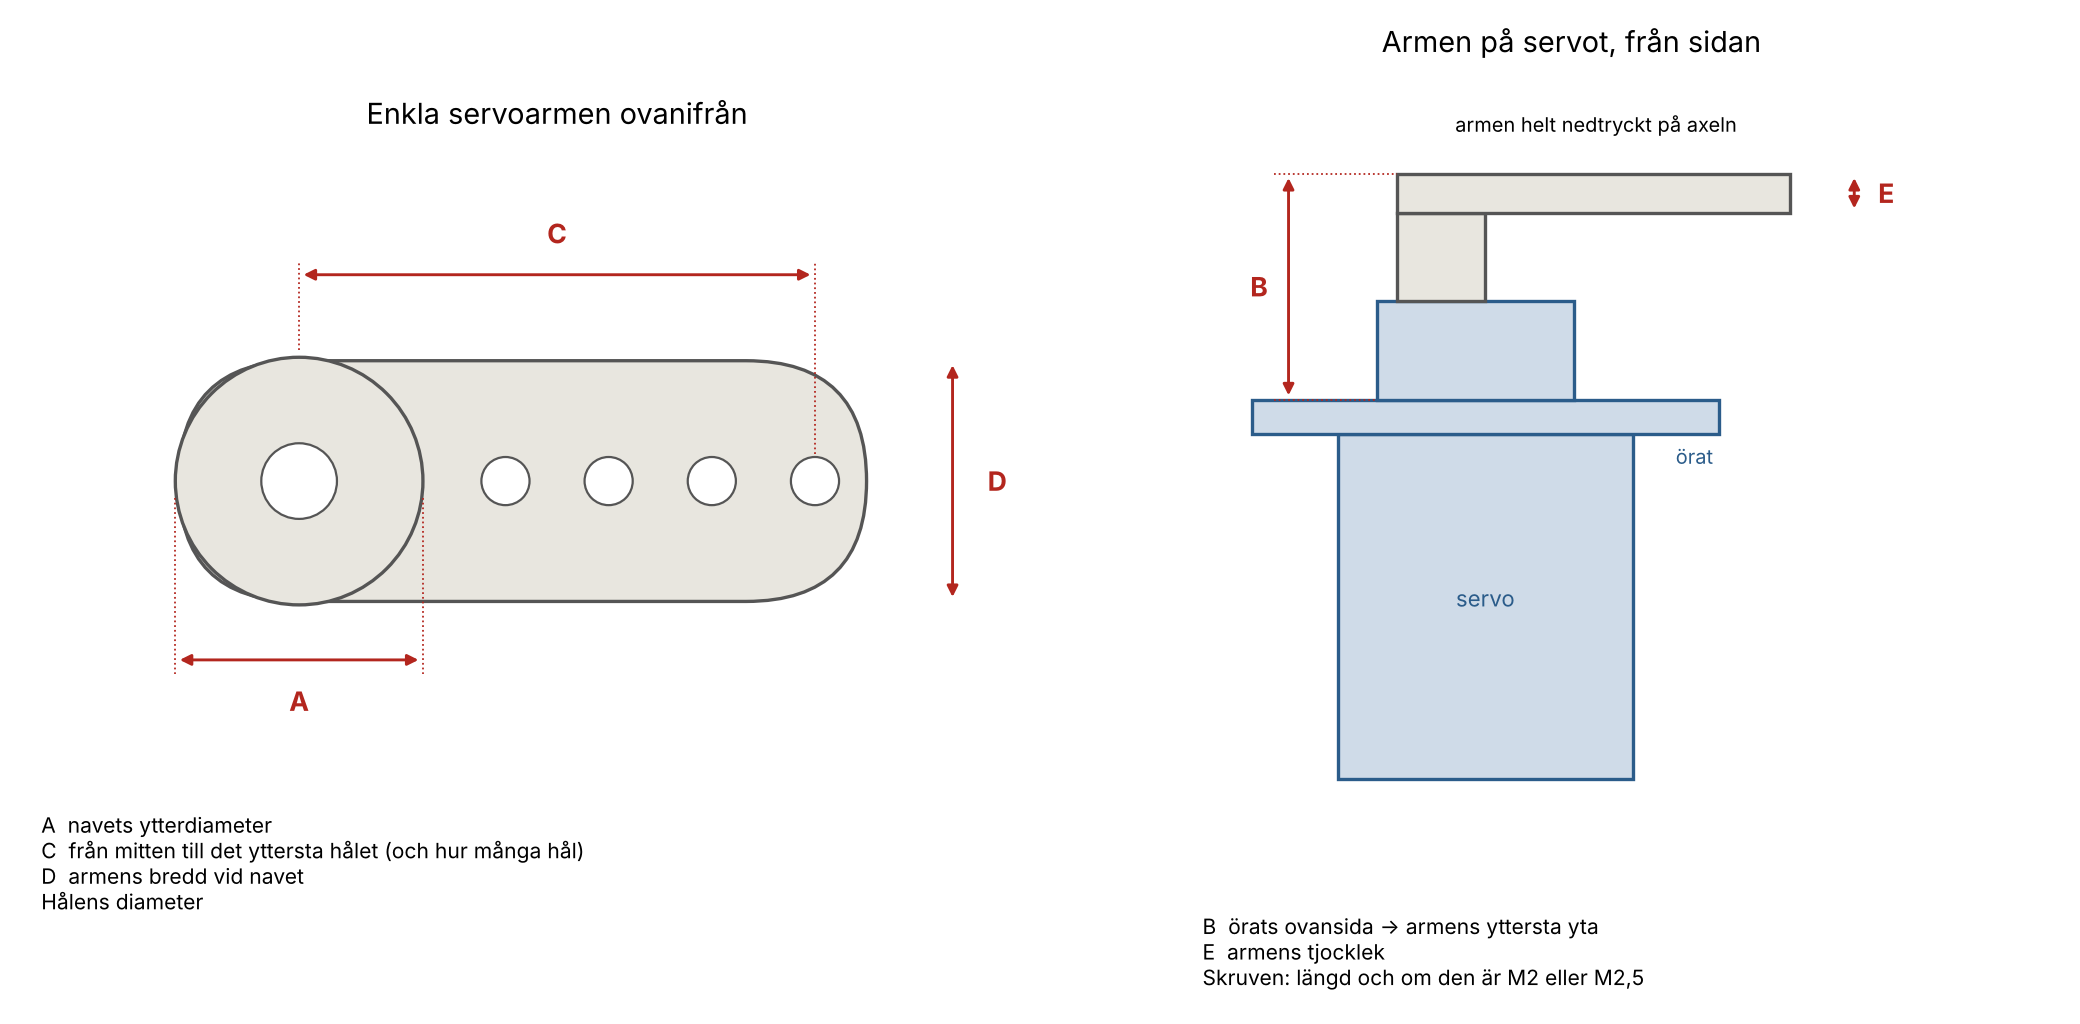 Enkla servoarmen ovanifrån
C
D
A
A navets ytterdiameter
C från mitten till det yttersta hålet (och hur många hål)
D armens bredd vid navet
Hålens diameter
Armen på servot, från sidan
armen helt nedtryckt på axeln
E
B
örat
servo
B örats ovansida → armens yttersta yta
E armens tjocklek
Skruven: längd och om den är M2 eller M2,5